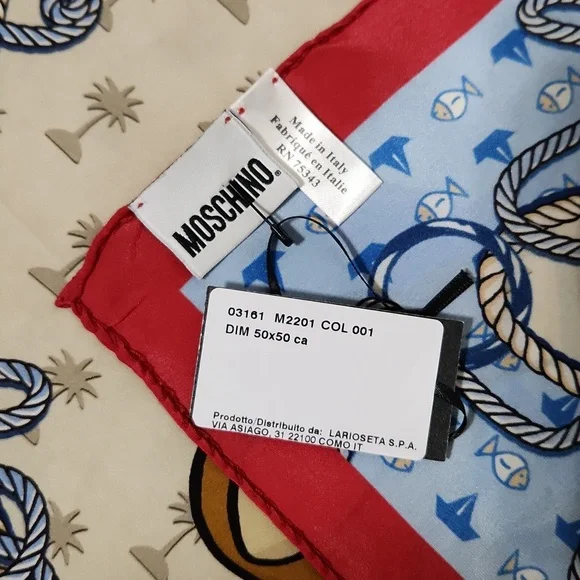 Made in Italy
Fabriqué en Italie
RN 75343
MOSCHINO®
03161 M2201 COL 001
DIM 50x50 ca
Prodotto/Distribuito da: LARIOSETA S.P.A.
VIA ASIAGO, 31 22100 COMO IT